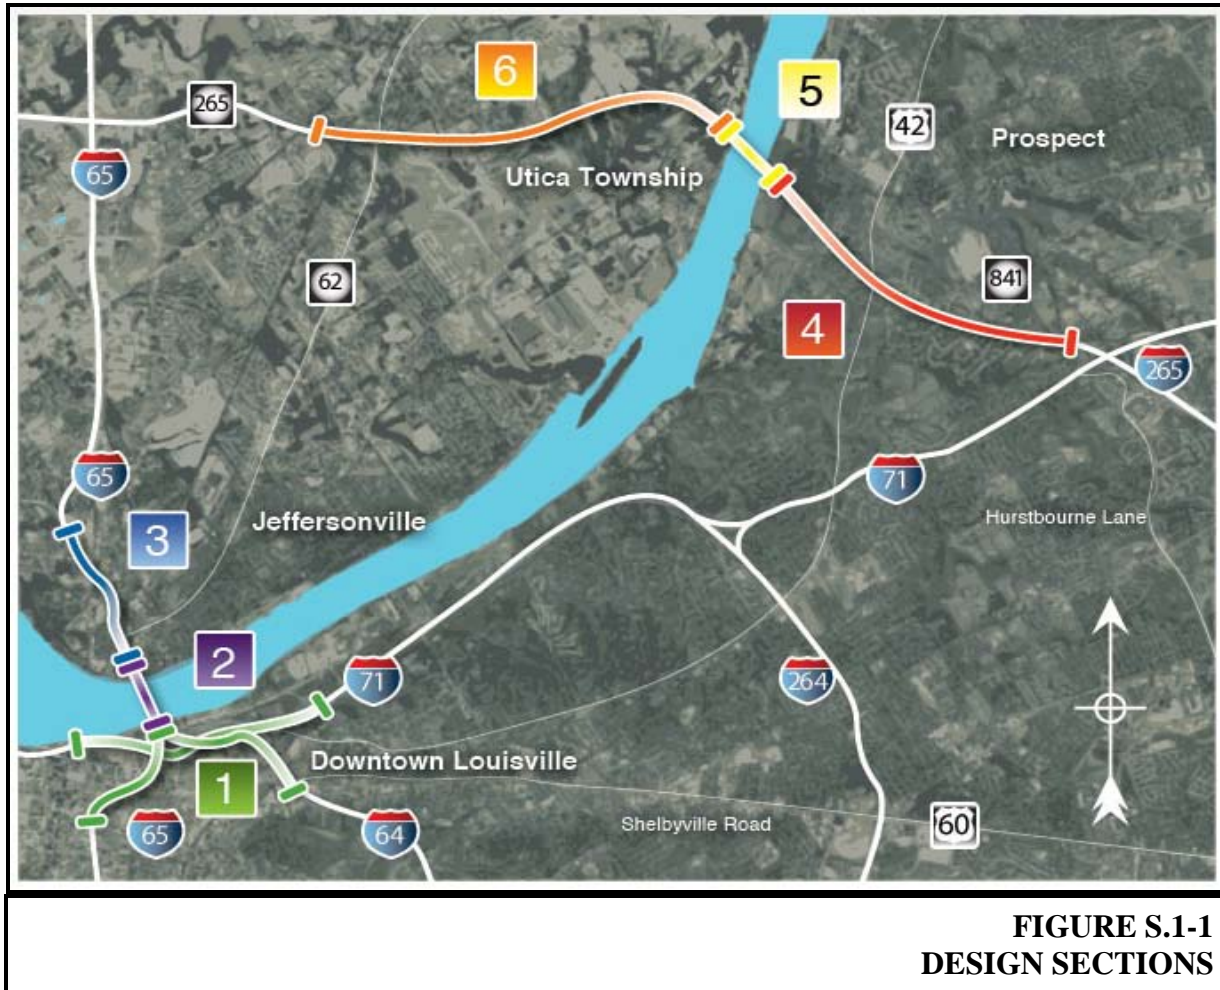 6
5
265
42
Prospect
65
Utica Township
62
841
4
265
65
71
3
Jeffersonville
Hurstbourne Lane
2
71
264
Downtown Louisville
1
65
64
Shelbyville Road
60
FIGURE S.1-1
DESIGN SECTIONS